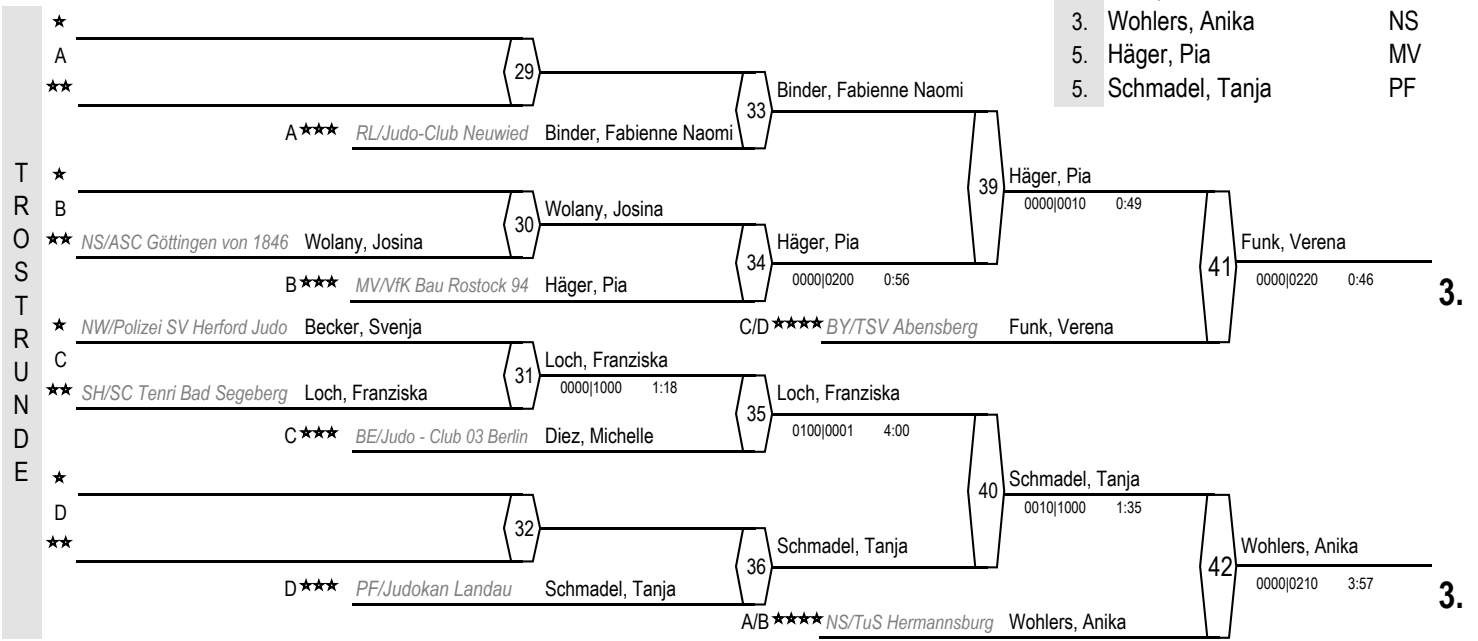 3. Wohlers, Anika NS
5. Häger, Pia MV
5. Schmadel, Tanja PF
TROSTRUNDE
★
A
★★
29
A★★★ RL/Judo-Club Neuwied Binder, Fabienne Naomi
33
Binder, Fabienne Naomi
★
B
★★ NS/ASC Göttingen von 1846 Wolany, Josina
30
Wolany, Josina
B★★★ MV/VfK Bau Rostock 94 Häger, Pia
34
Häger, Pia
0000|0200 0:56
39
Häger, Pia
0000|0010 0:49
C/D★★★★ BY/TSV Abensberg Funk, Verena
41
Funk, Verena
0000|0220 0:46
3.
★ NW/Polizei SV Herford Judo Becker, Svenja
C
★★ SH/SC Tenri Bad Segeberg Loch, Franziska
31
Loch, Franziska
0000|1000 1:18
C★★★ BE/Judo - Club 03 Berlin Diez, Michelle
35
Loch, Franziska
0100|0001 4:00
★
D
★★
32
D★★★ PF/Judokan Landau Schmadel, Tanja
36
Schmadel, Tanja
40
Schmadel, Tanja
0010|1000 1:35
A/B★★★★ NS/TuS Hermannsburg Wohlers, Anika
42
Wohlers, Anika
0000|0210 3:57
3.